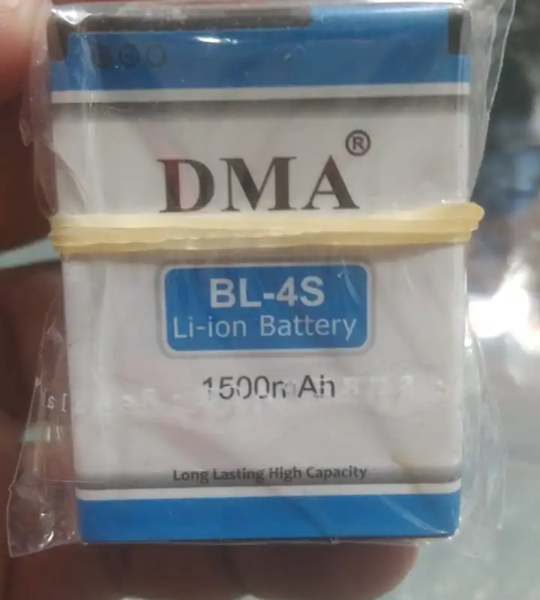 DMA®
BL-4S
Li-ion Battery
1500mAh
Long Lasting High Capacity